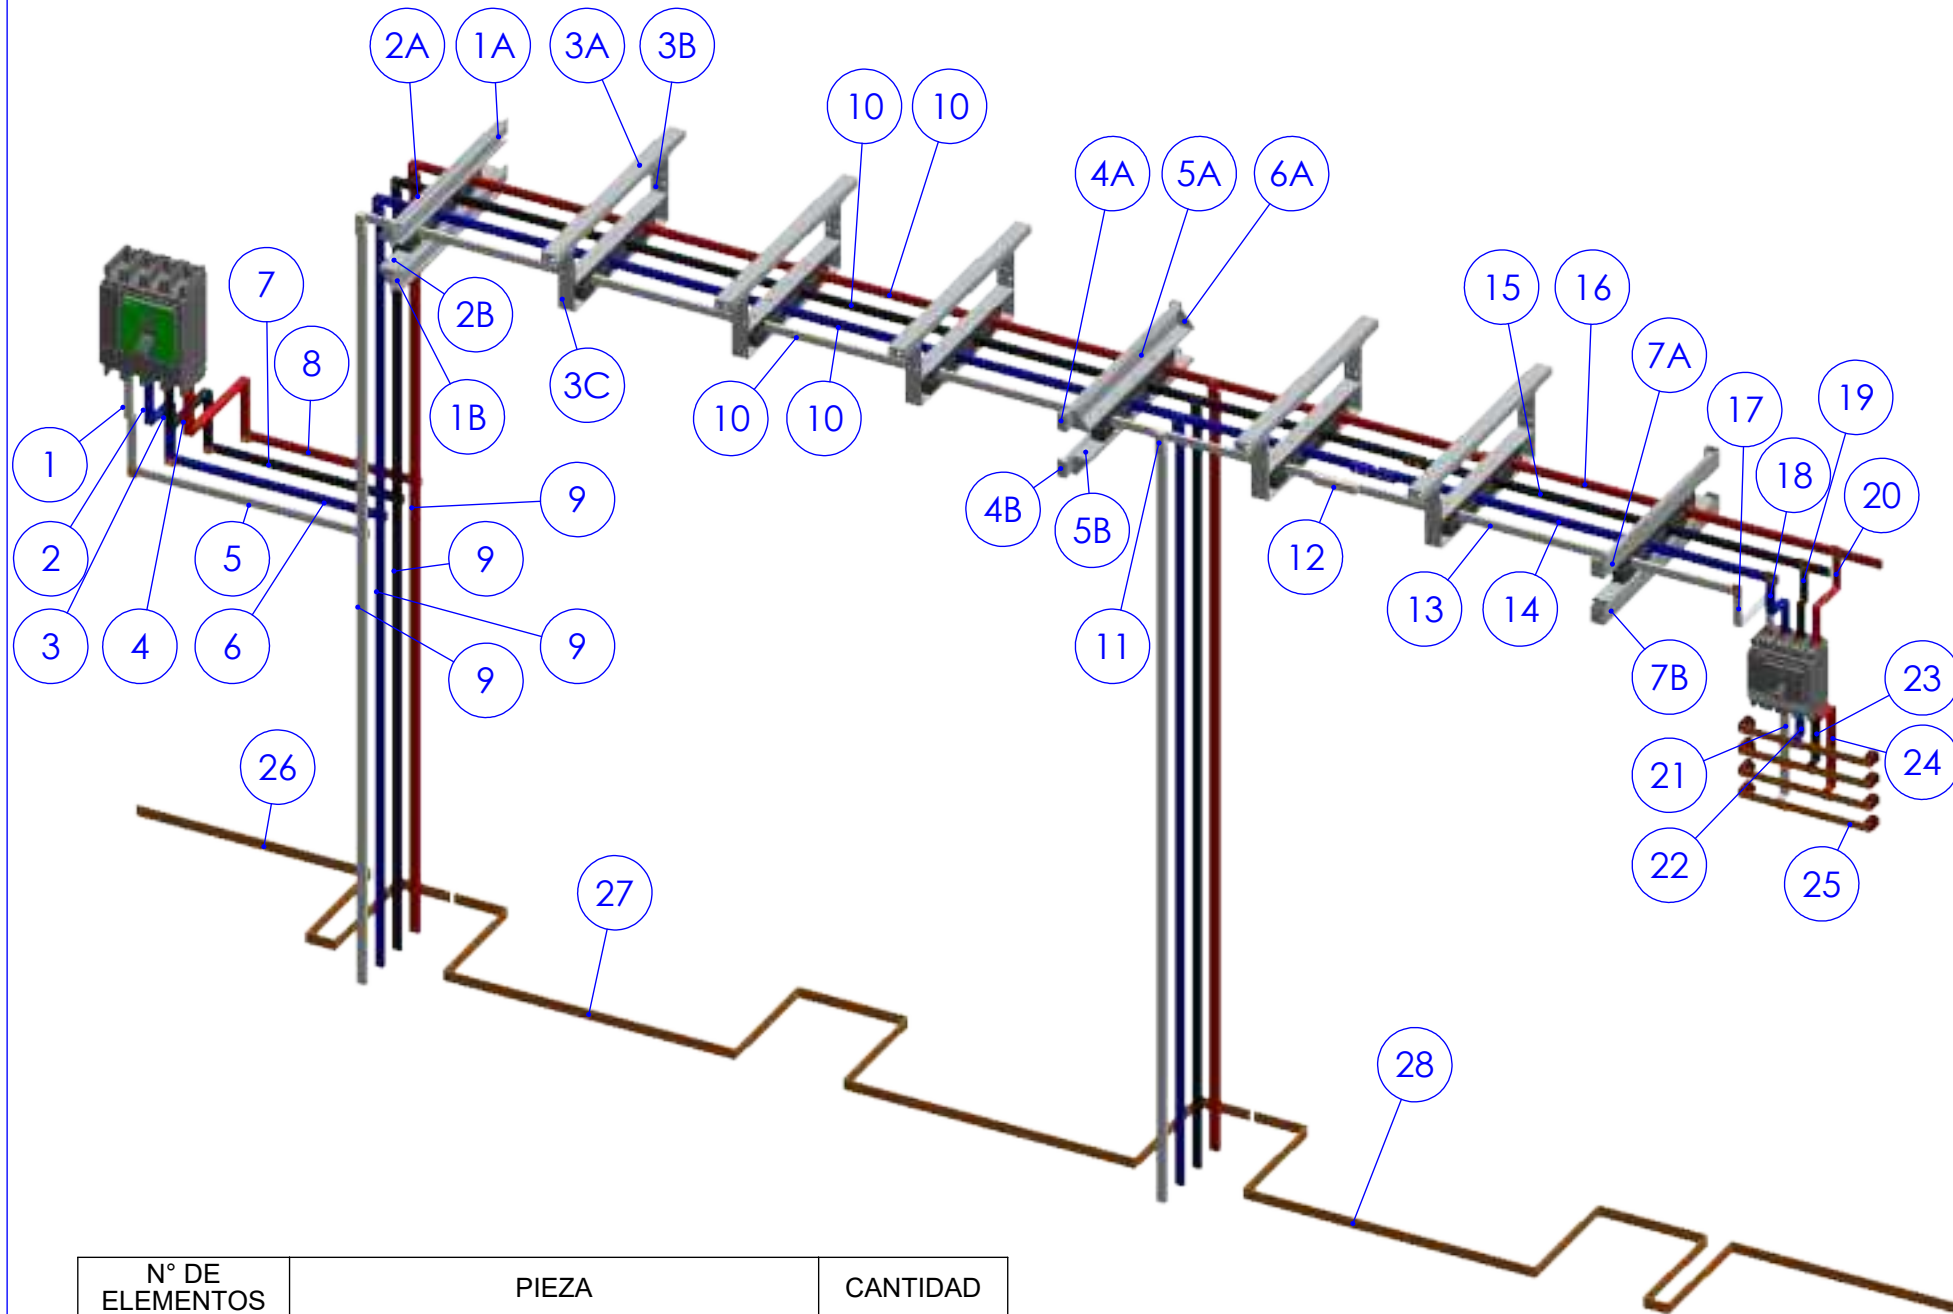 2A 1A 3A 3B
10 10
4A 5A 6A
7 2B 15 16
8 1B 3C 10 10 7A 17 19
1 9 4B 5B 12 18 20
2 5 9
3 4 6 9 9 11 13 14 7B 23
26 21 24
27 22 25
28
N° DE ELEMENTOS
PIEZA
CANTIDAD